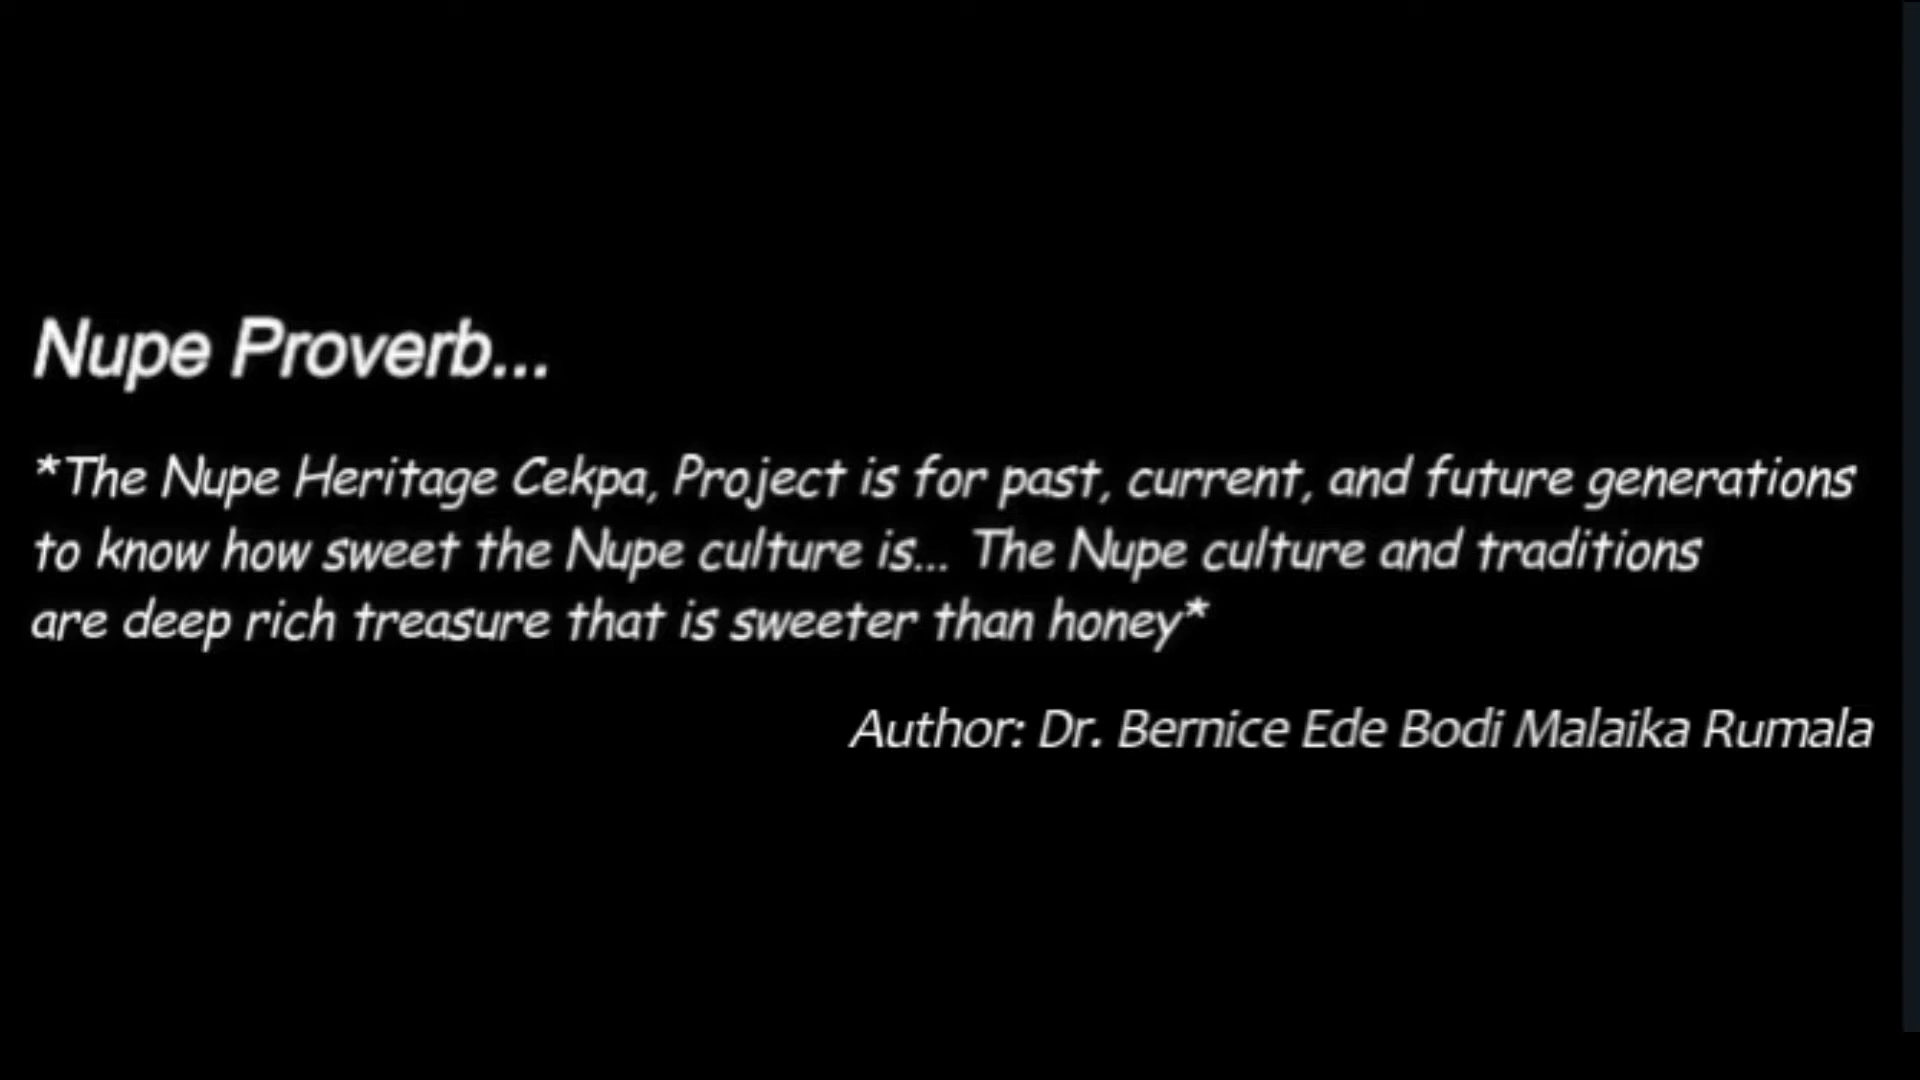 Nupe Proverb...
*The Nupe Heritage Cekpa, Project is for past, current, and future generations
to know how sweet the Nupe culture is... The Nupe culture and traditions
are deep rich treasure that is sweeter than honey*
Author: Dr. Bernice Ede Bodi Malaika Rumala